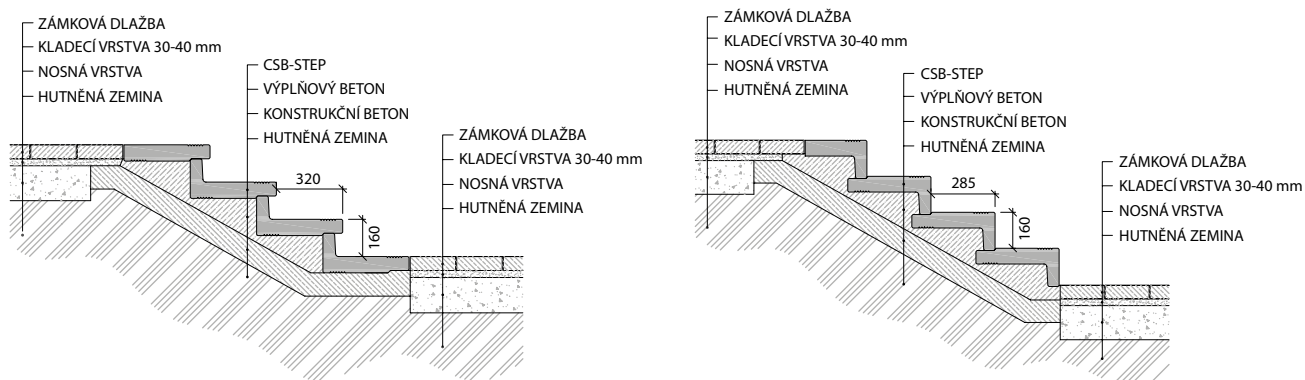 ZÁMKOVÁ DLAŽBA
KLADECÍ VRSTVA 30-40 mm
NOSNÁ VRSTVA
HUTNĚNÁ ZEMINA
CSB-STEP
VÝPLŇOVÝ BETON
KONSTRUKČNÍ BETON
HUTNĚNÁ ZEMINA
ZÁMKOVÁ DLAŽBA
KLADECÍ VRSTVA 30-40 mm
NOSNÁ VRSTVA
HUTNĚNÁ ZEMINA
320
160
ZÁMKOVÁ DLAŽBA
KLADECÍ VRSTVA 30-40 mm
NOSNÁ VRSTVA
HUTNĚNÁ ZEMINA
CSB-STEP
VÝPLŇOVÝ BETON
KONSTRUKČNÍ BETON
HUTNĚNÁ ZEMINA
ZÁMKOVÁ DLAŽBA
KLADECÍ VRSTVA 30-40 mm
NOSNÁ VRSTVA
HUTNĚNÁ ZEMINA
285
160